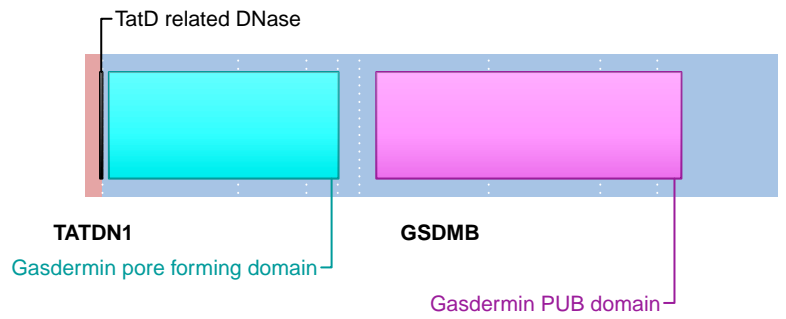 TatD related DNase
TATDN1
GSDMB
Gasdermin pore forming domain
Gasdermin PUB domain